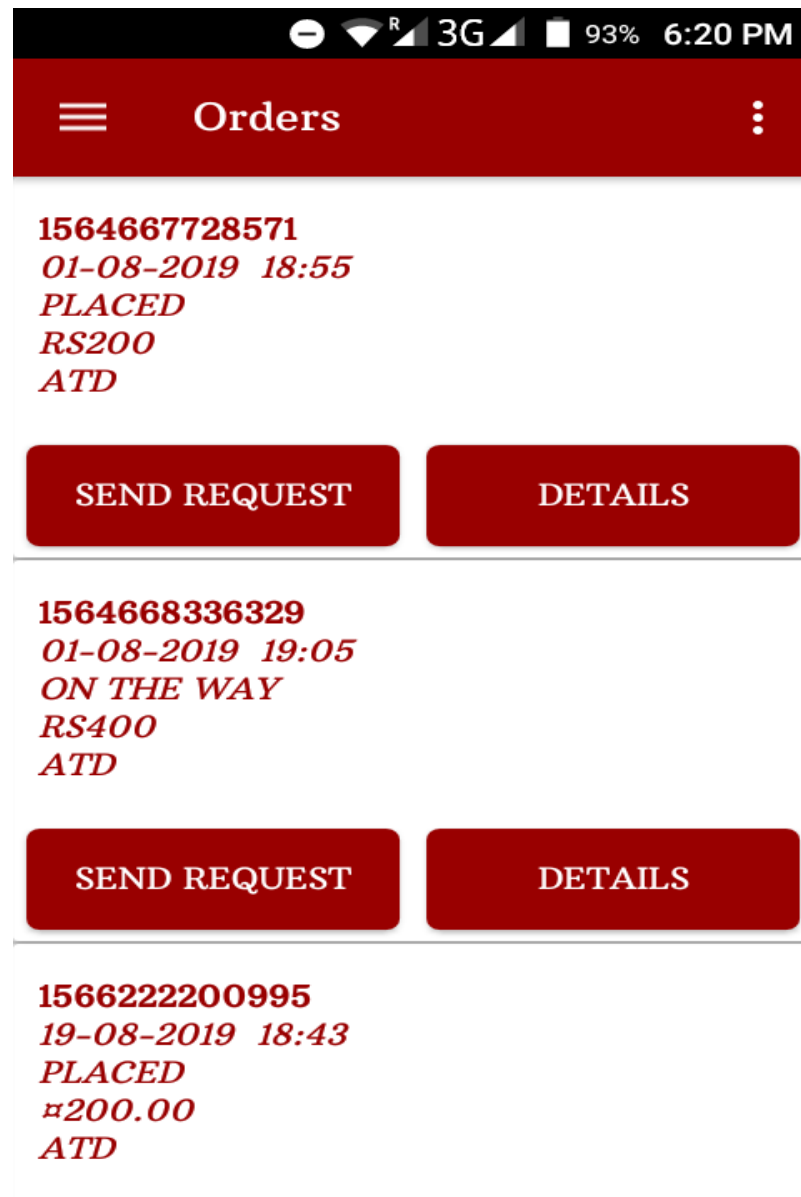 R 3G 93% 6:20 PM
Orders
1564667728571
01-08-2019 18:55
PLACED
RS200
ATD
SEND REQUEST DETAILS
1564668336329
01-08-2019 19:05
ON THE WAY
RS400
ATD
SEND REQUEST DETAILS
1566222200995
19-08-2019 18:43
PLACED
¤200.00
ATD